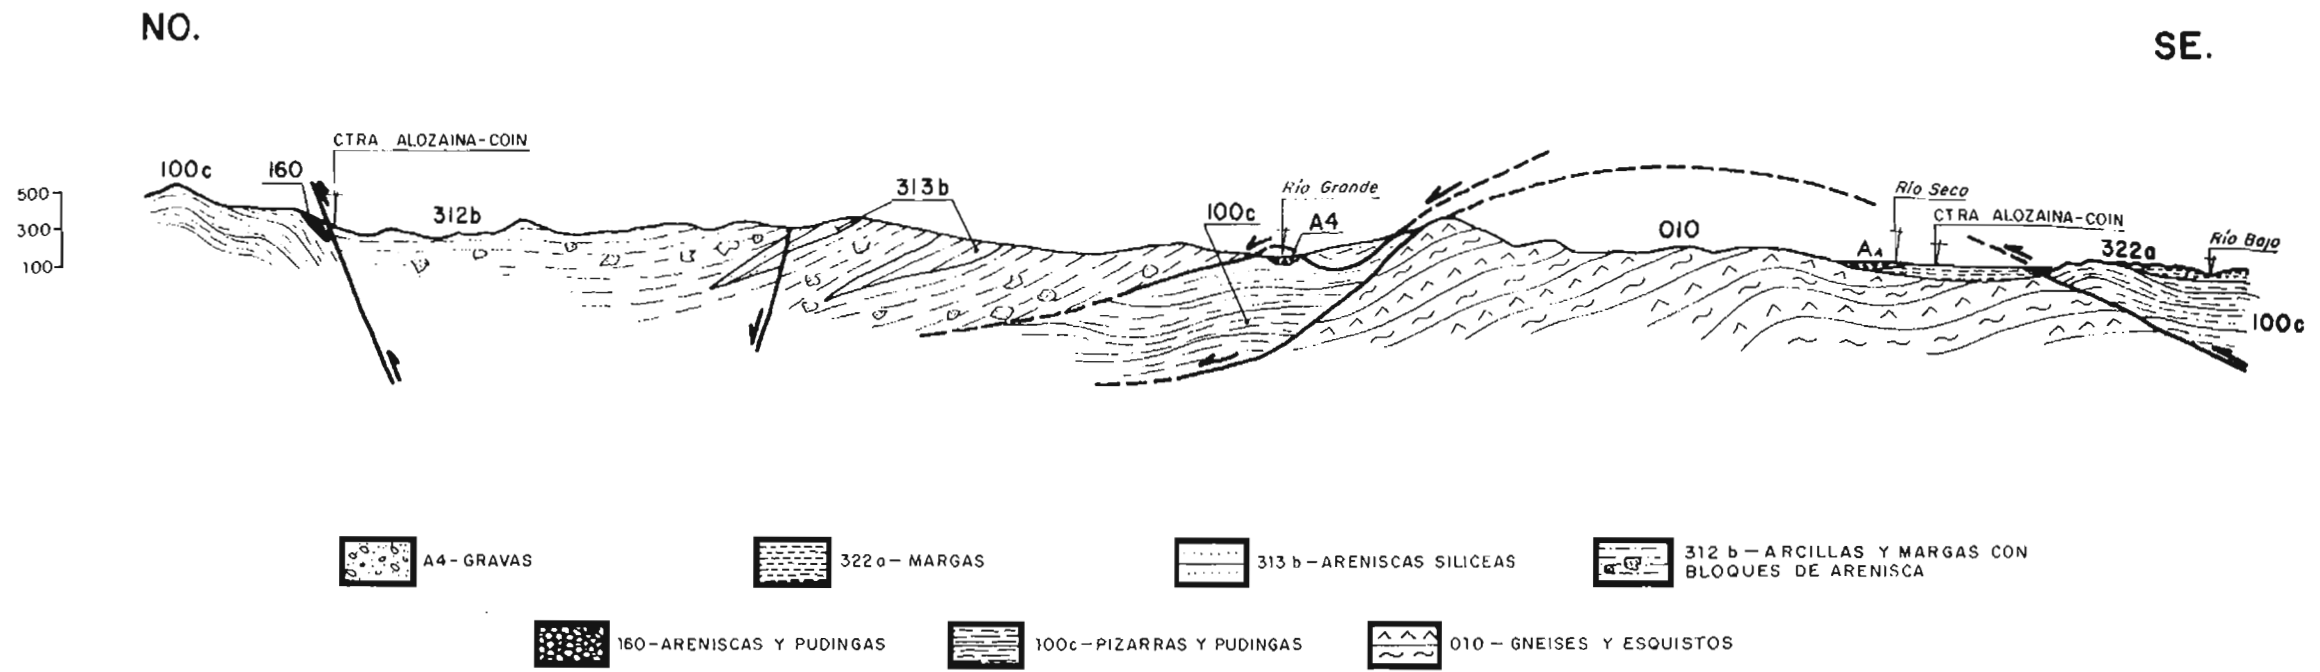 NO.
SE.
CTRA ALOZAINA-COIN
100c
160
500
300
100
312b
313b
100c
Río Grande
A4
010
Río Seco
CTRA ALOZAINA-COIN
A4
322a
Río Bajo
100c
A4-GRAVAS
322a-MARGAS
313b-ARENISCAS SILICEAS
312 b-ARCILLAS Y MARGAS CON
BLOQUES DE ARENISCA
160-ARENISCAS Y PUDINGAS
100c-PIZARRAS Y PUDINGAS
010-GNEISES Y ESQUISTOS